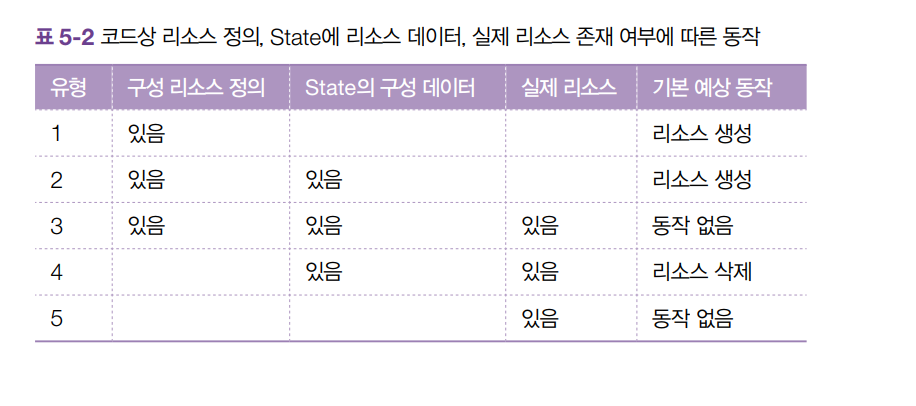 표 5-2 코드상 리소스 정의, State에 리소스 데이터, 실제 리소스 존재 여부에 따른 동작
유형 구성 리소스 정의 State의 구성 데이터 실제 리소스 기본 예상 동작
1 있음 리소스 생성
2 있음 있음 리소스 생성
3 있음 있음 있음 동작 없음
4 있음 있음 리소스 삭제
5 있음 동작 없음